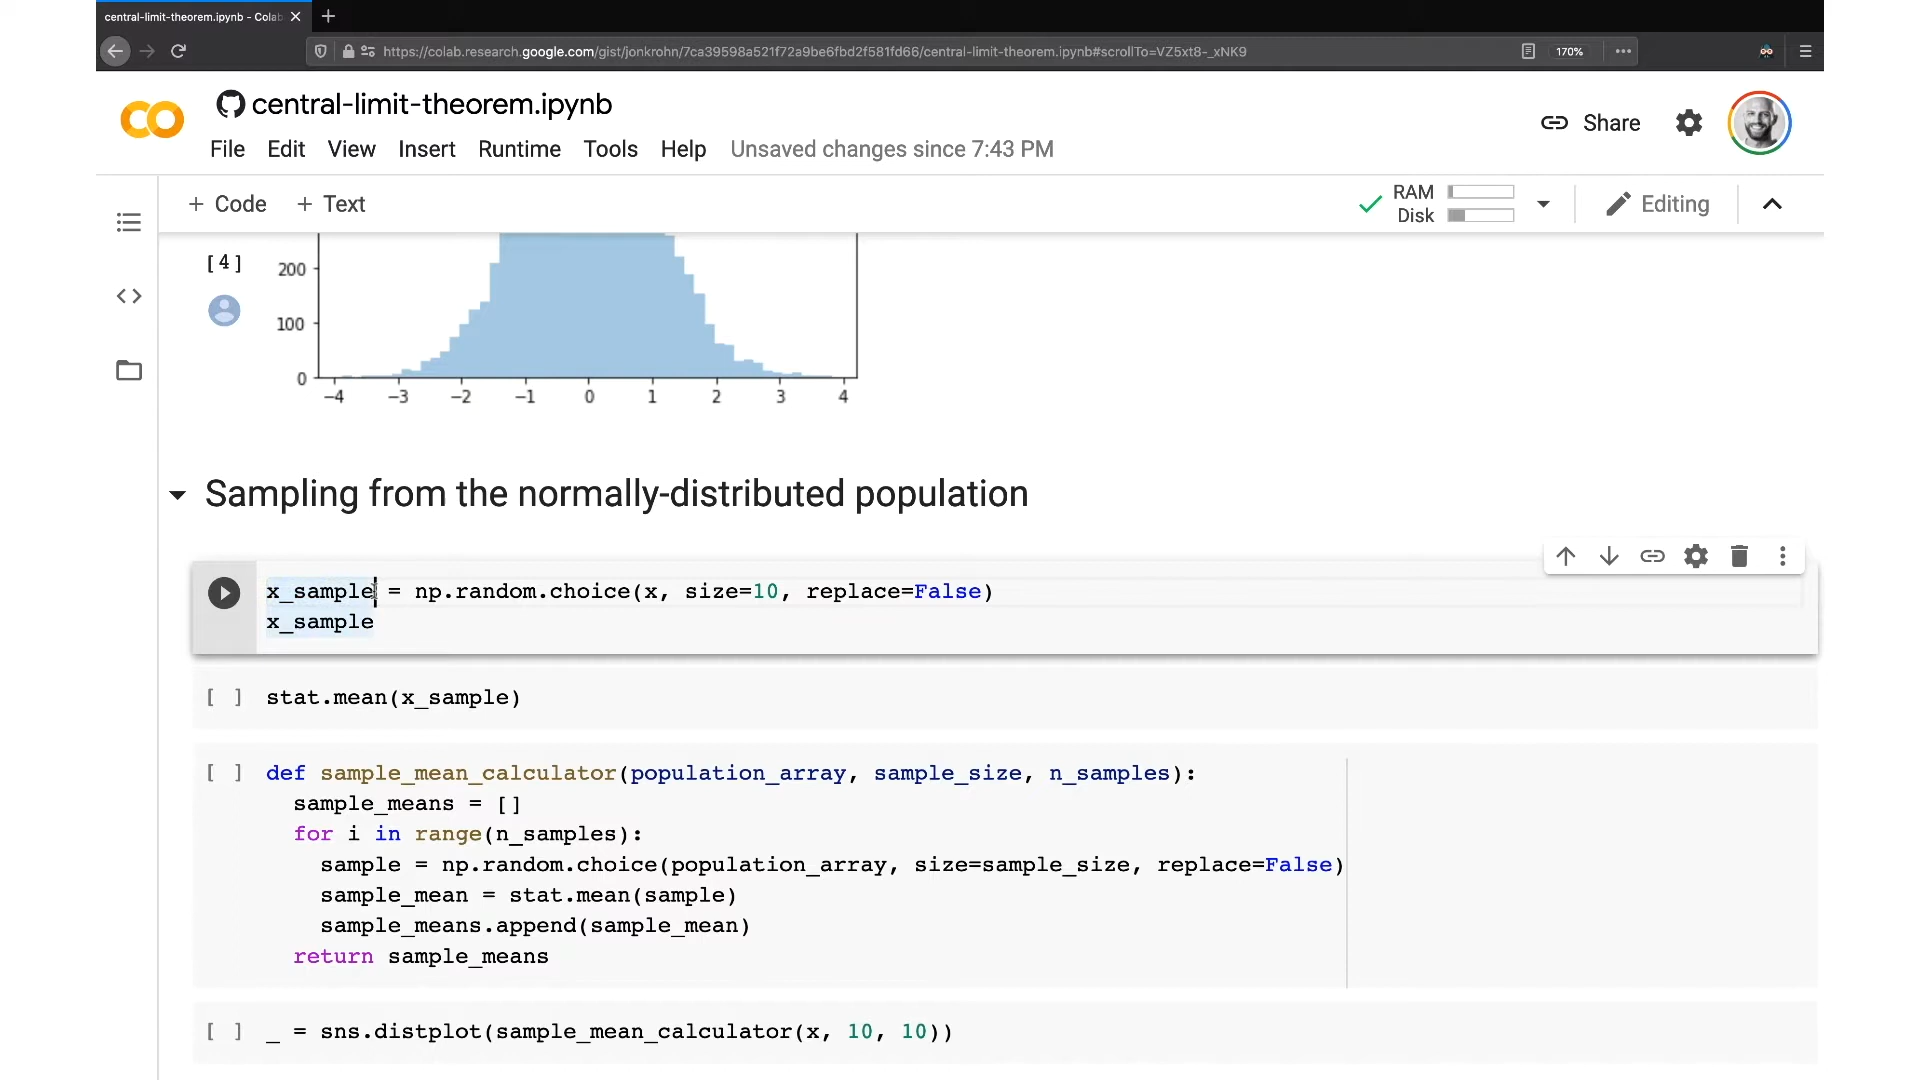 central-limit-theorem.ipynb - Colab
https://colab.research.google.com/gist/jonkrohn/7ca39598a521f72a9be6fbd2f581fd66/central-limit-theorem.ipynb#scrollTo=VZ5xt8-_xNK9
170%
central-limit-theorem.ipynb
Share
File Edit View Insert Runtime Tools Help Unsaved changes since 7:43 PM
+ Code + Text
RAM
Disk
Editing
[4]
200
100
0
−4 −3 −2 −1 0 1 2 3 4
Sampling from the normally-distributed population
x_sample = np.random.choice(x, size=10, replace=False)
x_sample
[ ] stat.mean(x_sample)
[ ] def sample_mean_calculator(population_array, sample_size, n_samples):
sample_means = []
for i in range(n_samples):
sample = np.random.choice(population_array, size=sample_size, replace=False)
sample_mean = stat.mean(sample)
sample_means.append(sample_mean)
return sample_means
[ ] _ = sns.distplot(sample_mean_calculator(x, 10, 10))